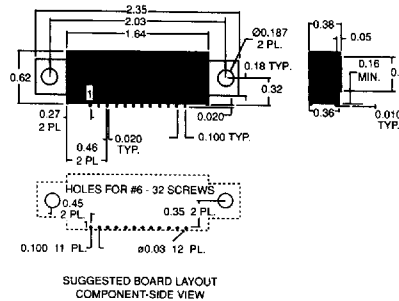 2.35
2.03
1.64
Ø0.187
2 PL.
0.38
0.05
0.18 TYP.
0.16
MIN.
0.62
0.32
1
0.27
2 PL
0.020
TYP.
0.020
0.100 TYP.
0.36
0.010
TYP.
0.46
2 PL
HOLES FOR #6 - 32 SCREWS
0.45
2 PL.
0.35 2 PL.
1
0.100 11 PL.
ø0.03 12 PL.
SUGGESTED BOARD LAYOUT
COMPONENT-SIDE VIEW